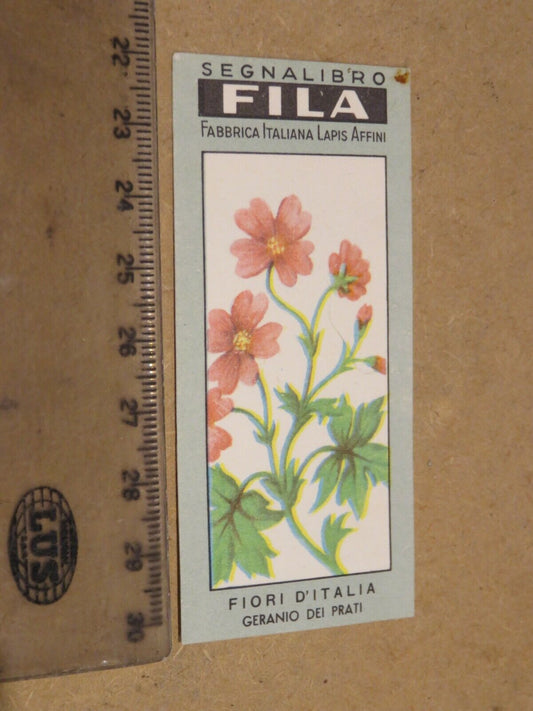 SEGNALIBRO
FILA
FABBRICA ITALIANA LAPIS AFFINI
FIORI D'ITALIA
GERANIO DEI PRATI
22
23
24
25
26
27
28
29
30
LUS